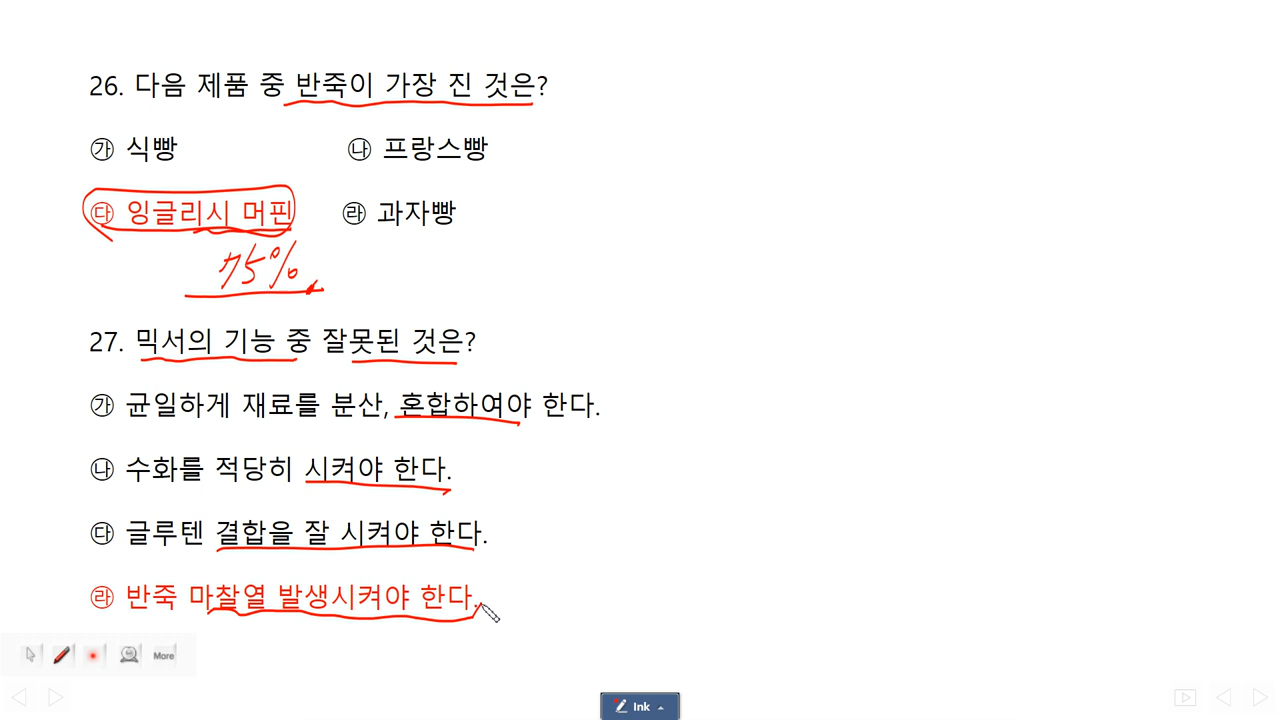 26. 다음 제품 중 반죽이 가장 진 것은?
㉮ 식빵 ㉯ 프랑스빵
㉰ 잉글리시 머핀 ㉱ 과자빵
75%
27. 믹서의 기능 중 잘못된 것은?
㉮ 균일하게 재료를 분산, 혼합하여야 한다.
㉯ 수화를 적당히 시켜야 한다.
㉰ 글루텐 결합을 잘 시켜야 한다.
㉱ 반죽 마찰열 발생시켜야 한다.
More
Ink